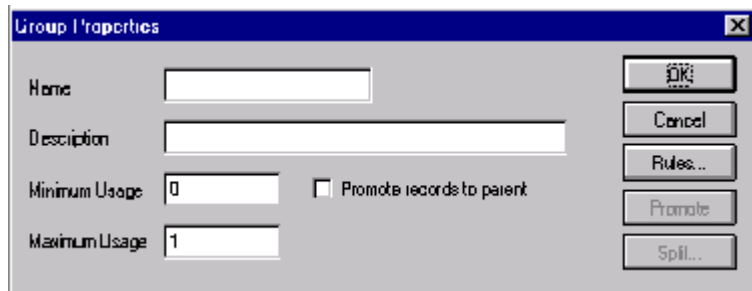 Group Properties
OK
Name
Cancel
Description
Rules...
Minimum Usage 0 Promote records to parent
Promote
Maximum Usage 1
Split...